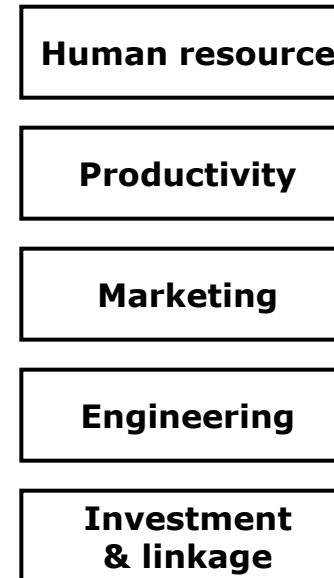 Human resource
Productivity
Marketing
Engineering
Investment
& linkage